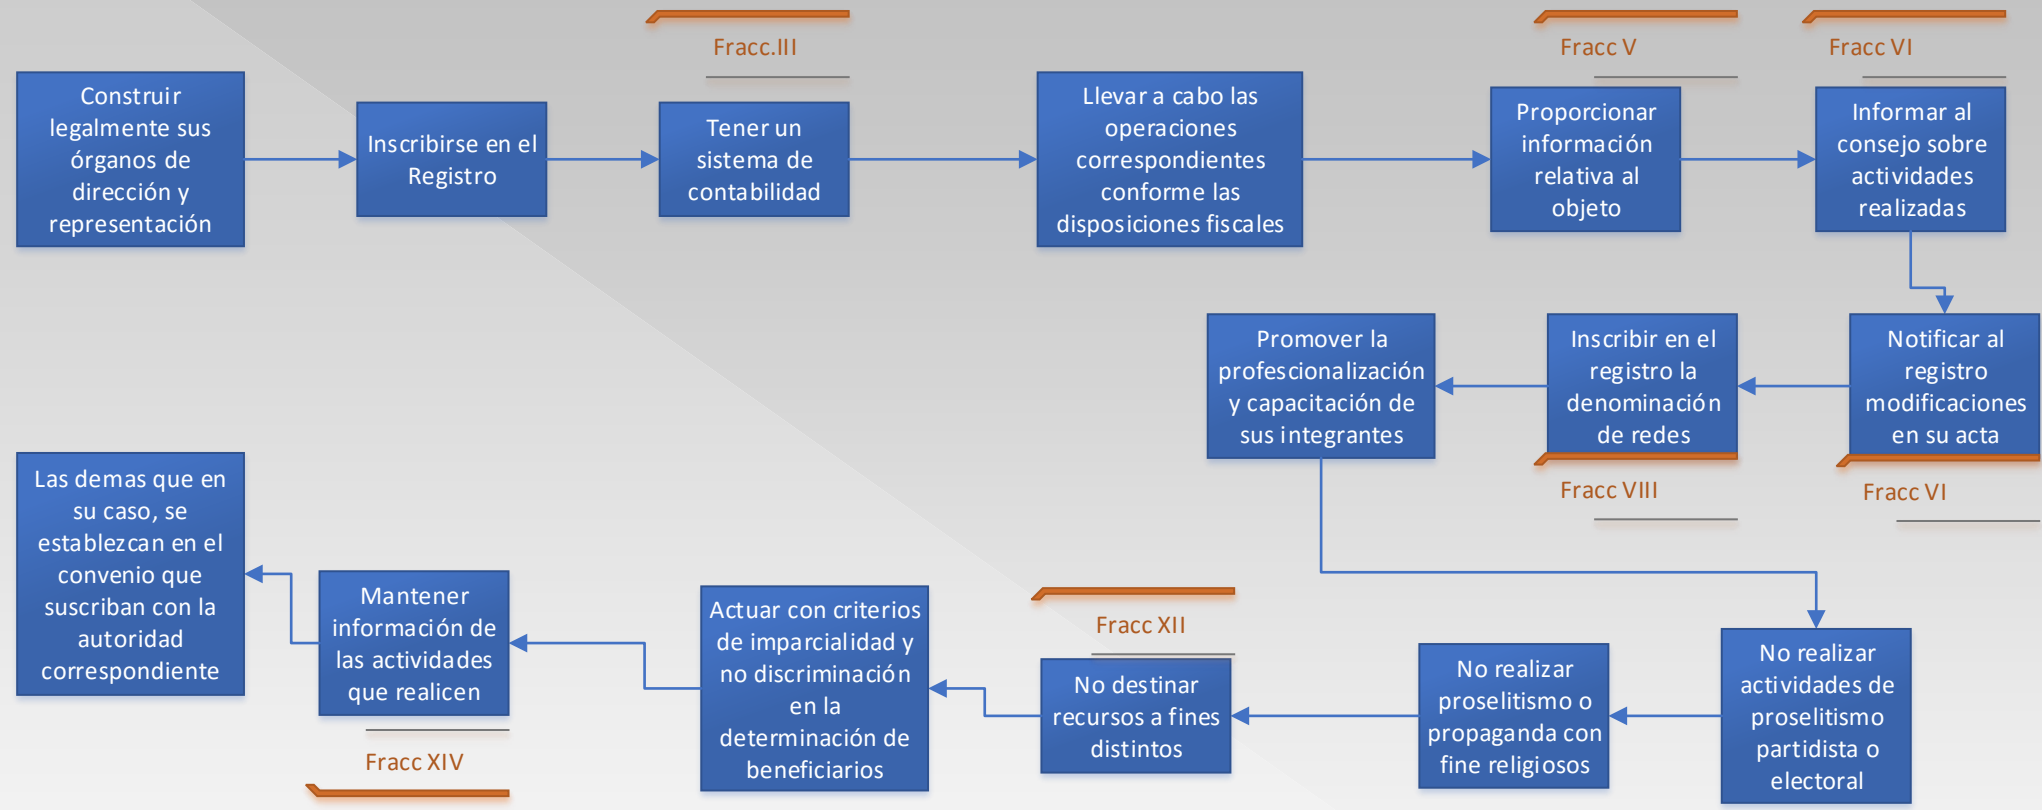 Construir
legalmente sus
órganos de
dirección y
representación
Inscribirse en el
Registro
Fracc.III
Tener un
sistema de
contabilidad
Llevar a cabo las
operaciones
correspondientes
conforme las
disposiciones fiscales
Fracc V
Proporcionar
información
relativa al
objeto
Fracc VI
Informar al
consejo sobre
actividades
realizadas
Notificar al
registro
modificaciones
en su acta
Fracc VI
Inscribir en el
registro la
denominación
de redes
Fracc VIII
Promover la
profescionalización
y capacitación de
sus integrantes
No realizar
actividades de
proselitismo
partidista o
electoral
No realizar
proselitismo o
propaganda con
fine religiosos
Fracc XII
No destinar
recursos a fines
distintos
Actuar con criterios
de imparcialidad y
no discriminación
en la
determinación de
beneficiarios
Mantener
información de
las actividades
que realicen
Fracc XIV
Las demas que en
su caso, se
establezcan en el
convenio que
suscriban con la
autoridad
correspondiente